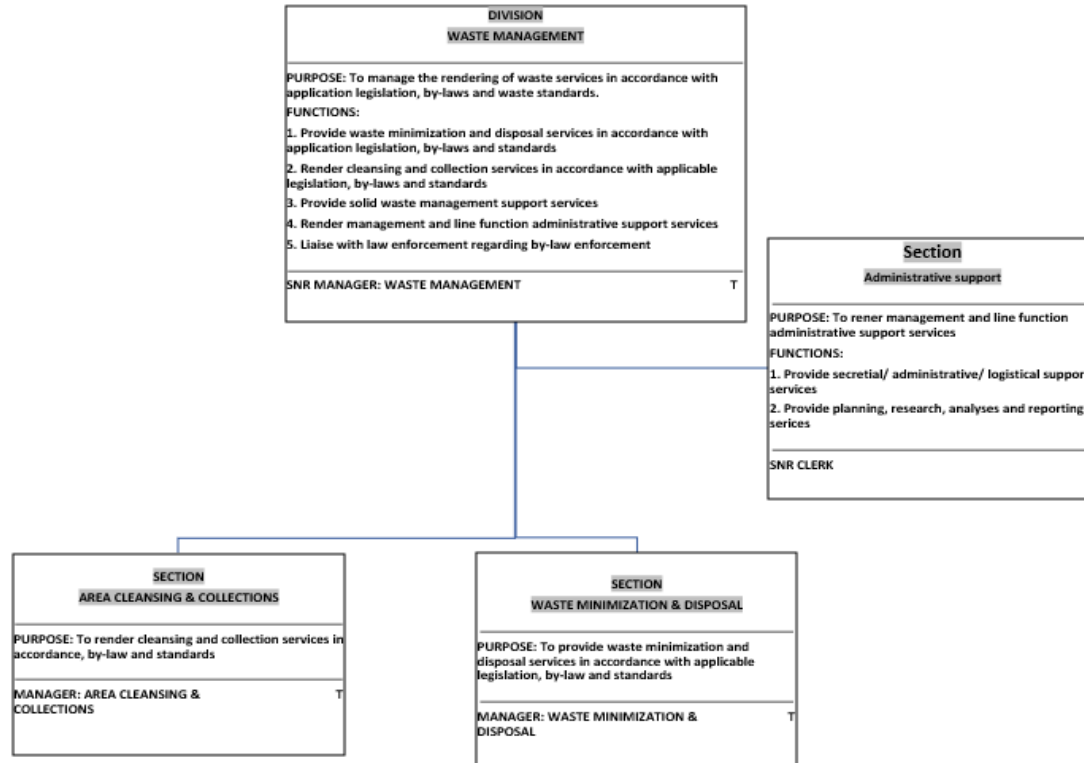 DIVISION
WASTE MANAGEMENT
PURPOSE: To manage the rendering of waste services in accordance with
application legislation, by-laws and waste standards.
FUNCTIONS:
1. Provide waste minimization and disposal services in accordance with
application legislation, by-laws and standards
2. Render cleansing and collection services in accordance with applicable
legislation, by-laws and standards
3. Provide solid waste management support services
4. Render management and line function administrative support services
5. Liaise with law enforcement regarding by-law enforcement
SNR MANAGER: WASTE MANAGEMENT T
Section
Administrative support
PURPOSE: To rener management and line function
administrative support services
FUNCTIONS:
1. Provide secretial/ administrative/ logistical support
services
2. Provide planning, research, analyses and reporting
serices
SNR CLERK
SECTION
AREA CLEANSING & COLLECTIONS
PURPOSE: To render cleansing and collection services in
accordance, by-law and standards
MANAGER: AREA CLEANSING & T
COLLECTIONS
SECTION
WASTE MINIMIZATION & DISPOSAL
PURPOSE: To provide waste minimization and
disposal services in accordance with applicable
legislation, by-law and standards
MANAGER: WASTE MINIMIZATION & T
DISPOSAL